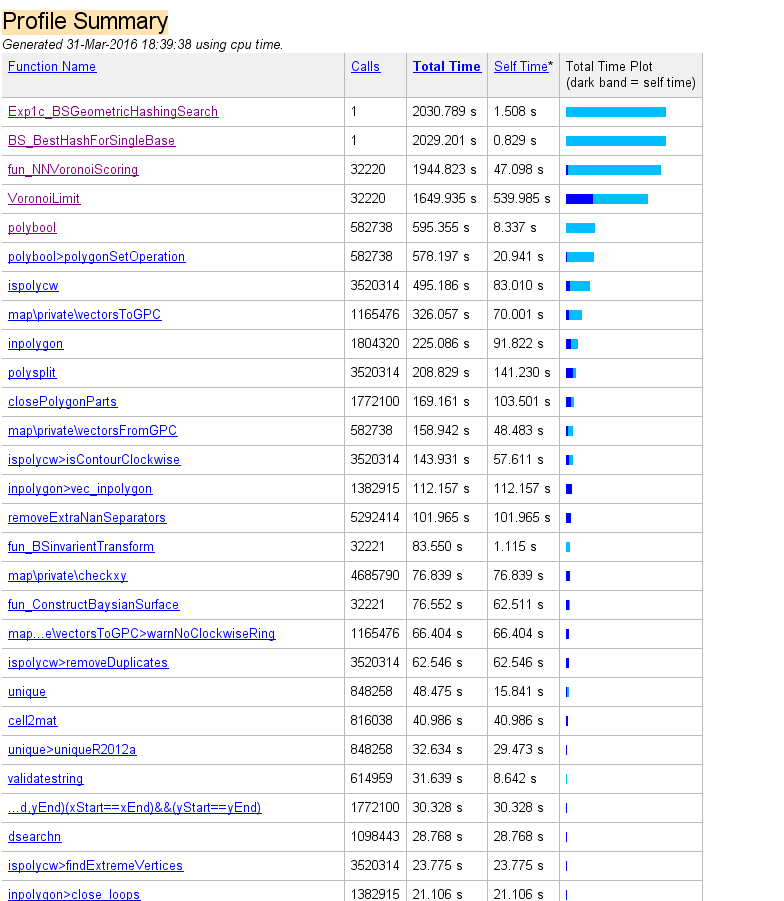 Profile Summary
Generated 31-Mar-2016 18:39:38 using cpu time.
Function Name Calls Total Time Self Time* Total Time Plot
(dark band = self time)
Exp1c_BSGeometricHashingSearch 1 2030.789 s 1.508 s
BS_BestHashForSingleBase 1 2029.201 s 0.829 s
fun_NNVoronoiScoring 32220 1944.823 s 47.098 s
VoronoiLimit 32220 1649.935 s 539.985 s
polybool 582738 595.355 s 8.337 s
polybool>polygonSetOperation 582738 578.197 s 20.941 s
ispolycw 3520314 495.186 s 83.010 s
map\private\vectorsToGPC 1165476 326.057 s 70.001 s
inpolygon 1804320 225.086 s 91.822 s
polysplit 3520314 208.829 s 141.230 s
closePolygonParts 1772100 169.161 s 103.501 s
map\private\vectorsFromGPC 582738 158.942 s 48.483 s
ispolycw>isContourClockwise 3520314 143.931 s 57.611 s
inpolygon>vec_inpolygon 1382915 112.157 s 112.157 s
removeExtraNanSeparators 5292414 101.965 s 101.965 s
fun_BSinvarientTransform 32221 83.550 s 1.115 s
map\private\checkxy 4685790 76.839 s 76.839 s
fun_ConstructBaysianSurface 32221 76.552 s 62.511 s
map...e\vectorsToGPC>warnNoClockwiseRing 1165476 66.404 s 66.404 s
ispolycw>removeDuplicates 3520314 62.546 s 62.546 s
unique 848258 48.475 s 15.841 s
cell2mat 816038 40.986 s 40.986 s
unique>uniqueR2012a 848258 32.634 s 29.473 s
validatestring 614959 31.639 s 8.642 s
...d,yEnd)(xStart==xEnd)&&(yStart==yEnd) 1772100 30.328 s 30.328 s
dsearchn 1098443 28.768 s 28.768 s
ispolycw>findExtremeVertices 3520314 23.775 s 23.775 s
inpolygon>close_loops 1382915 21.106 s 21.106 s